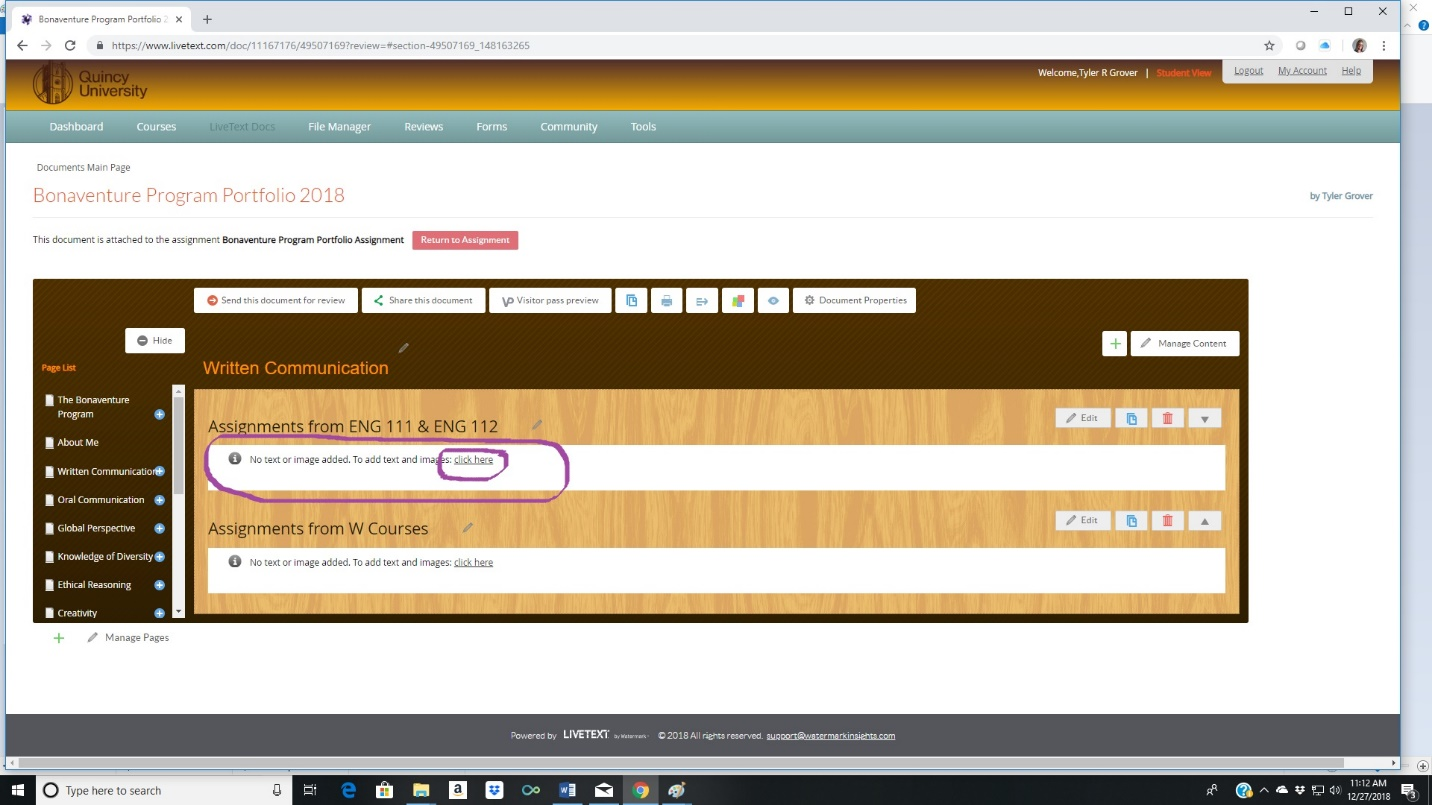 Bonaventure Program Portfolio 2
https://www.livetext.com/doc/11167176/49507169?review=#section-49507169_148163265
Quincy
University
Welcome,Tyler R Grover | Student View Logout My Account Help
Dashboard Courses LiveText Docs File Manager Reviews Forms Community Tools
Documents Main Page
Bonaventure Program Portfolio 2018
by Tyler Grover
This document is attached to the assignment Bonaventure Program Portfolio Assignment Return to Assignment
Send this document for review Share this document VP Visitor pass preview Document Properties
Hide
Manage Content
Page List
Written Communication
The Bonaventure
Program
About Me
Written Communication
Oral Communication
Global Perspective
Knowledge of Diversity
Ethical Reasoning
Creativity
Assignments from ENG 111 & ENG 112
Edit
No text or image added. To add text and images: click here
Assignments from W Courses
Edit
No text or image added. To add text and images: click here
Manage Pages
Powered by LIVETEXT by Watermark © 2018 All rights reserved. support@watermarkinsights.com
Type here to search
11:12 AM
12/27/2018
3